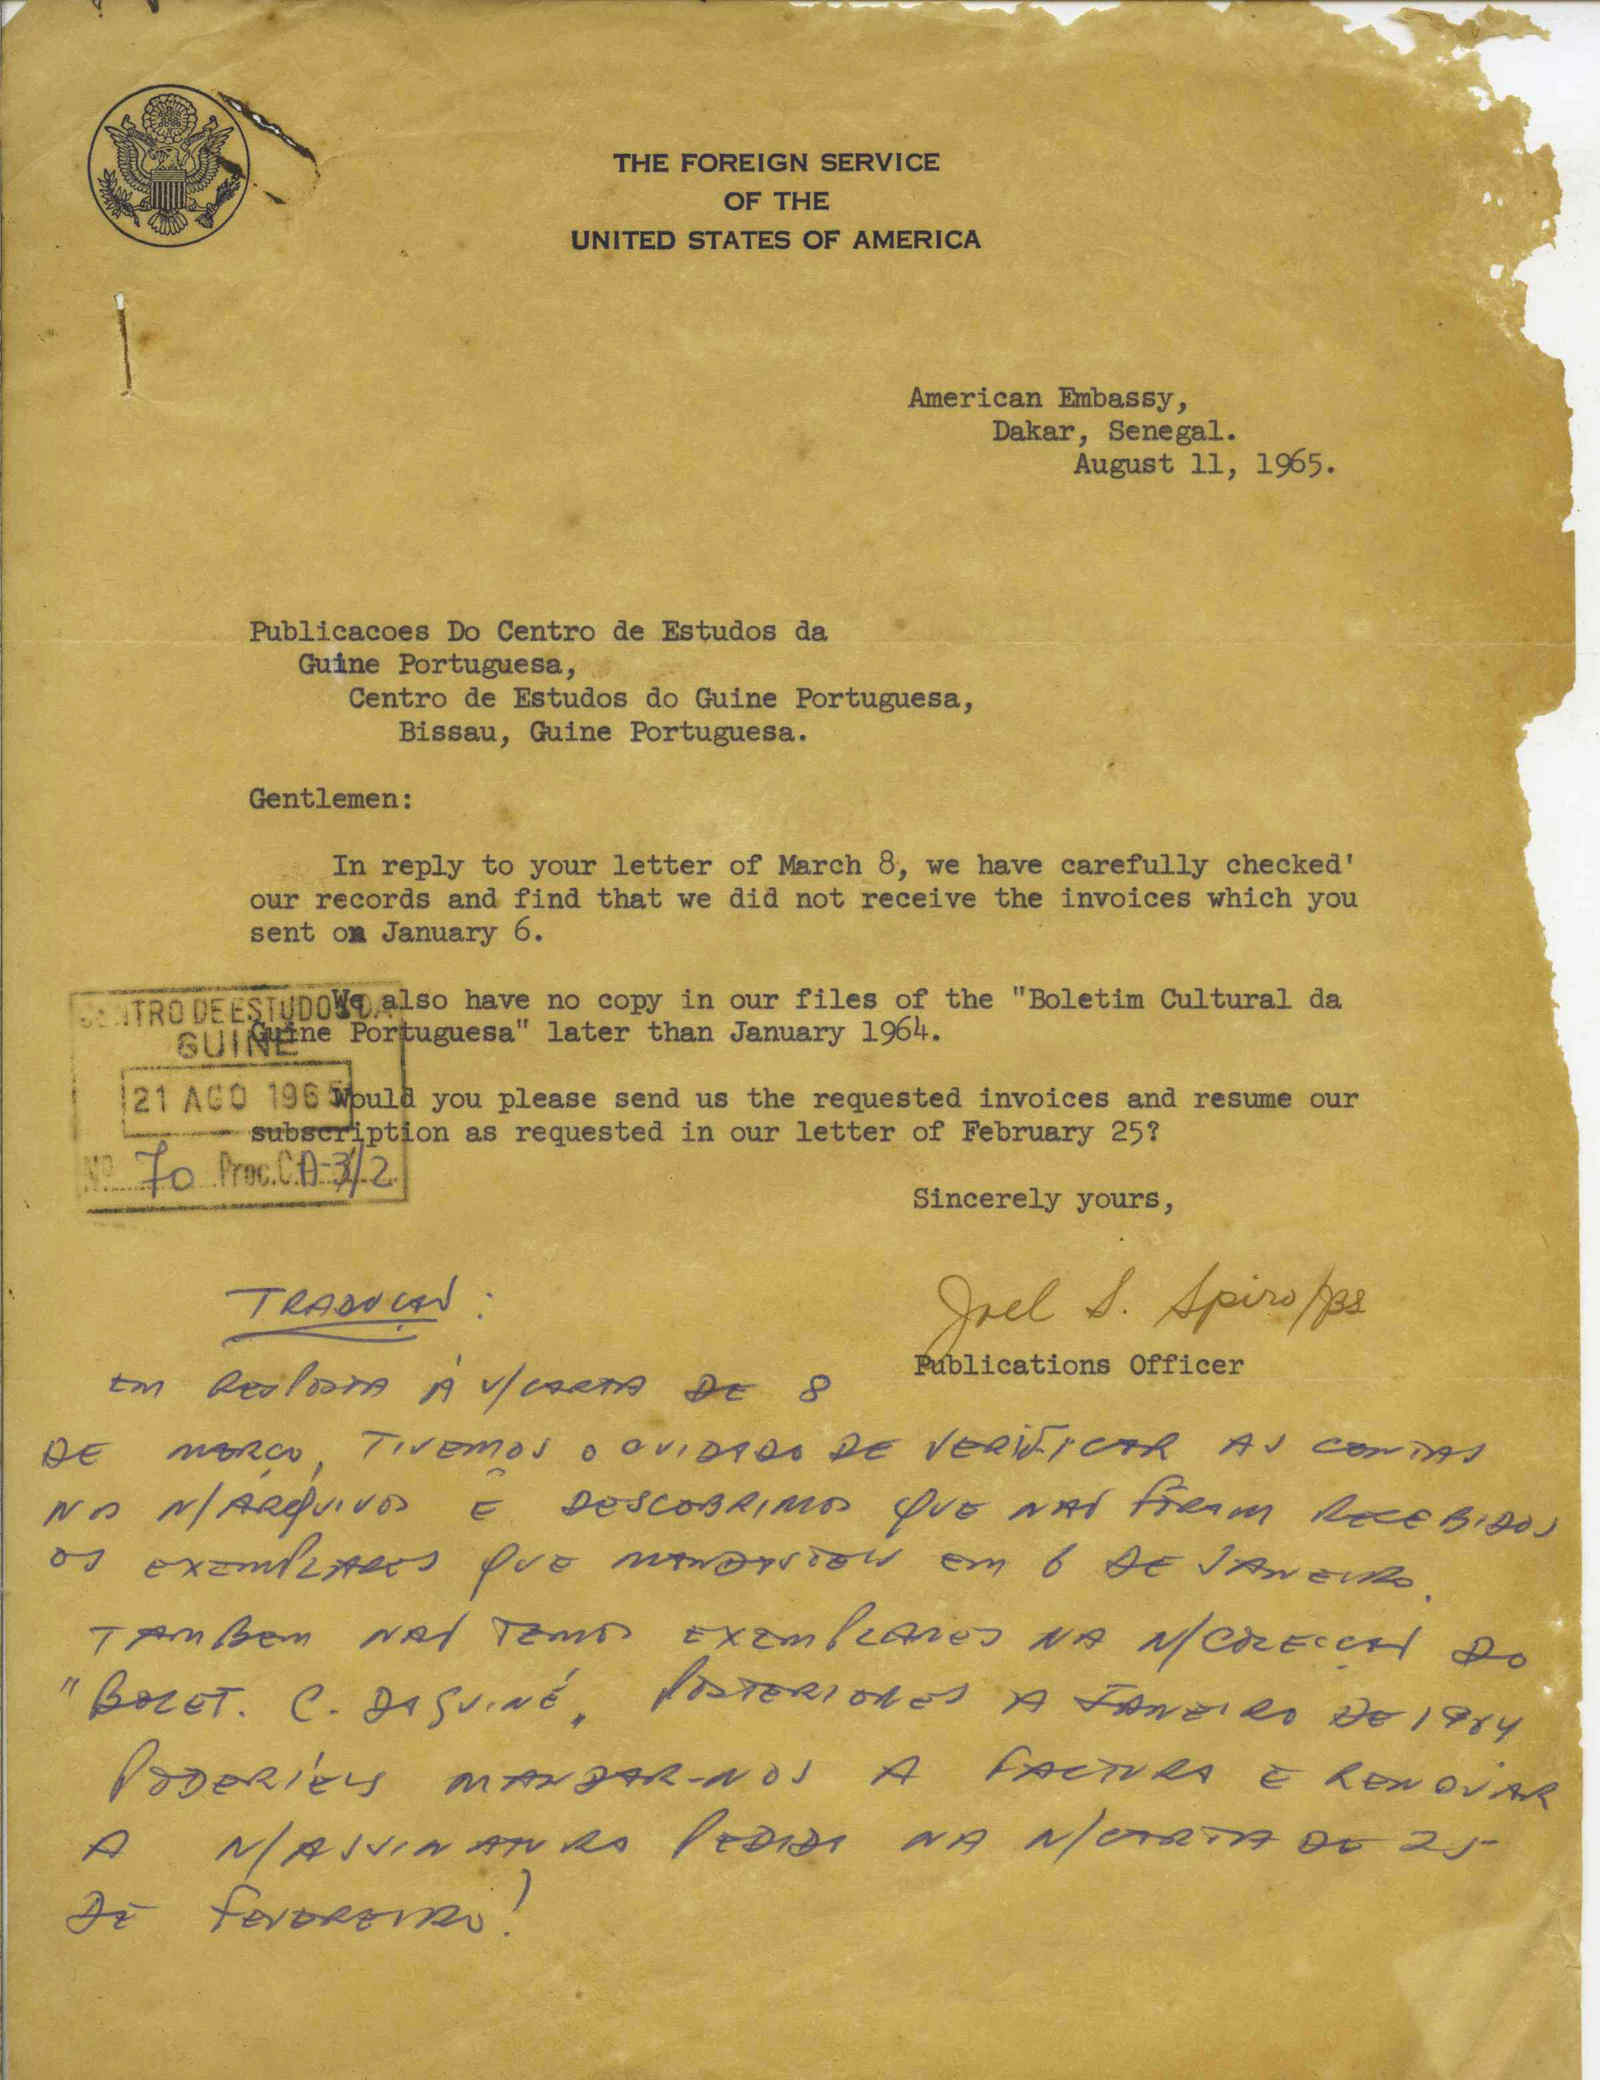 THE FOREIGN SERVICE
OF THE
UNITED STATES OF AMERICA
American Embassy,
Dakar, Senegal.
August 11, 1965.
Publicacoes Do Centro de Estudos da
Guine Portuguesa,
Centro de Estudos do Guine Portuguesa,
Bissau, Guine Portuguesa.
Gentlemen:
In reply to your letter of March 8, we have carefully checked'
our records and find that we did not receive the invoices which you
sent on January 6.
We also have no copy in our files of the "Boletim Cultural da
Guine Portuguesa" later than January 1964.
Would you please send us the requested invoices and resume our
subscription as requested in our letter of February 25?
CENTRO DE ESTUDOS DA
GUINÉ
21 AGO 1965
Nº 70 Proc. A-3/2
Sincerely yours,
Joel S. Spiro
Publications Officer
TRADUÇÃO:
EM RESPOSTA À V/CARTA DE 8
DE MARÇO, TIVEMOS O CUIDADO DE VERIFICAR AS CONTAS
NOS N/ARQUIVOS E DESCOBRIMOS QUE NÃO FÔRAM RECEBIDOS
OS EXEMPLARES QUE MANDASTEIS EM 6 DE JANEIRO.
TAMBEM NÃO TEMOS EXEMPLARES NA N/COLECÇÃO DO
"BOLET. C. DA GUINÉ" POSTERIORES A JANEIRO DE 1964
PODERÍEIS MANDAR-NOS A FACTURA E RENOVAR
A N/ASSINATURA PEDIDA NA N/CARTA DE 25
DE FEVEREIRO!